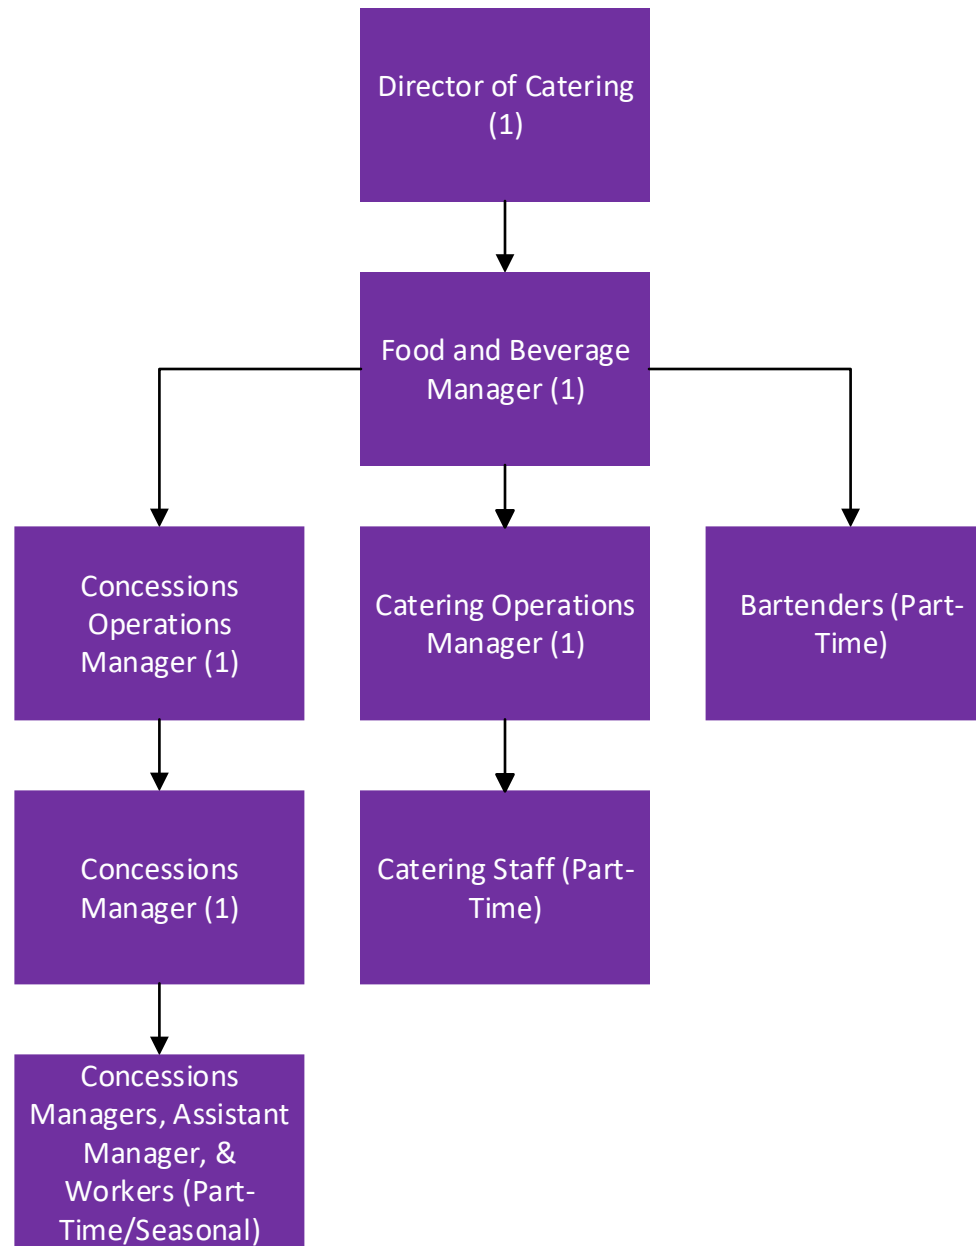 Director of Catering
(1)
Food and Beverage
Manager (1)
Concessions
Operations
Manager (1)
Catering Operations
Manager (1)
Bartenders (Part-
Time)
Concessions
Manager (1)
Catering Staff (Part-
Time)
Concessions
Managers, Assistant
Manager, &
Workers (Part-
Time/Seasonal)